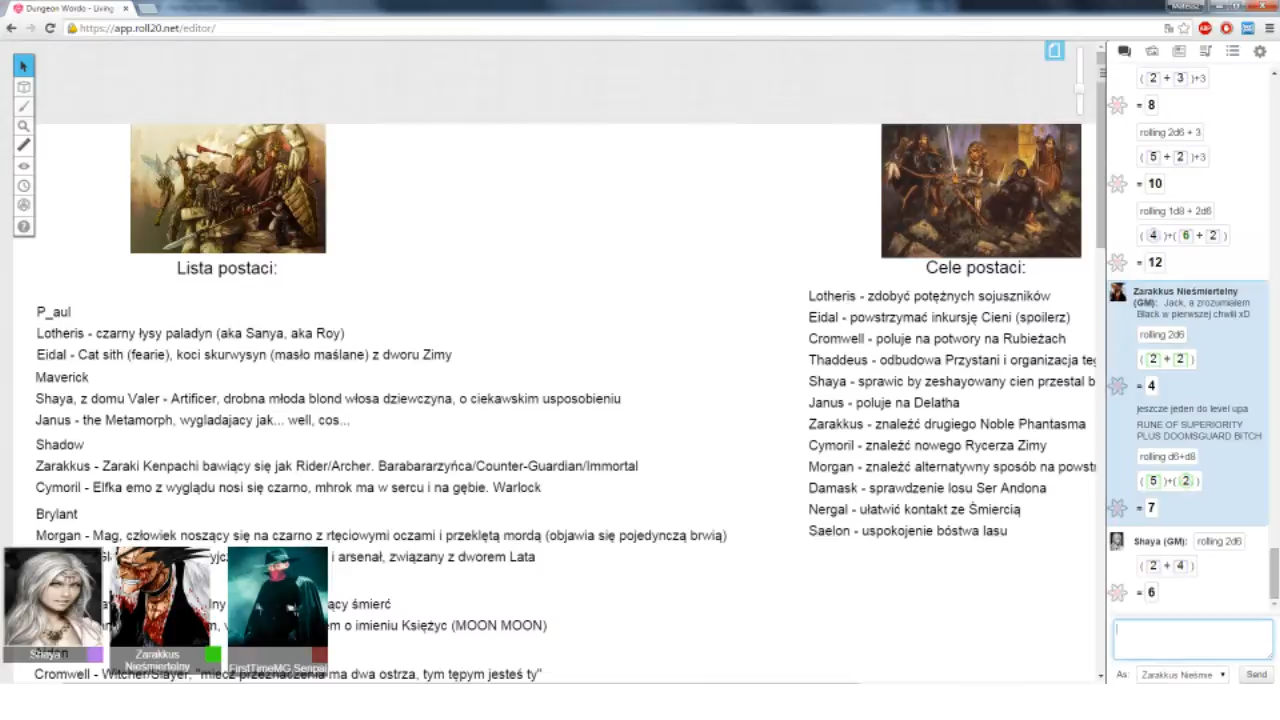 Dungeon Wordo - Living
Mateusz
https://app.roll20.net/editor/
Lista postaci:
P_aul
Lotheris - czarny łysy paladyn (aka Sanya, aka Roy)
Eidal - Cat sith (fearie), koci skurwysyn (masło maślane) z dworu Zimy
Maverick
Shaya, z domu Valer - Artificer, drobna młoda blond włosa dziewczyna, o ciekawskim usposobieniu
Janus - the Metamorph, wygladajacy jak... well, cos...
Shadow
Zarakkus - Zaraki Kenpachi bawiący się jak Rider/Archer. Barabararzyńca/Counter-Guardian/Immortal
Cymoril - Elfka emo z wyglądu nosi się czarno, mhrok ma w sercu i na gębie. Warlock
Brylant
Morgan - Mag, człowiek noszący się na czarno z rtęciowymi oczami i przeklętą mordą (objawia się pojedynczą brwią)
i arsenał, związany z dworem Lata
śmierć
o imieniu Księżyc (MOON MOON)
Cromwell - Witcher/Slayer, "miecz przeznaczenia ma dwa ostrza, tym tępym jesteś ty"
Shaya
Zarakkus
Nieśmiertelny
FirstTimeMG Senpai
Cele postaci:
Lotheris - zdobyć potężnych sojuszników
Eidal - powstrzymać inkursję Cieni (spoilerz)
Cromwell - poluje na potwory na Rubieżach
Thaddeus - odbudowa Przystani i organizacja teg
Shaya - sprawic by zeshayowany cien przestal b
Janus - poluje na Delatha
Zarakkus - znaleźć drugiego Noble Phantasma
Cymoril - znaleźć nowego Rycerza Zimy
Morgan - znaleźć alternatywny sposób na powstr
Damask - sprawdzenie losu Ser Andona
Nergal - ułatwić kontakt ze Śmiercią
Saelon - uspokojenie bóstwa lasu
( 2 + 3 )+3
= 8
rolling 2d6 + 3
( 5 + 2 )+3
= 10
rolling 1d8 + 2d6
( 4 )+( 6 + 2 )
= 12
Zarakkus Nieśmiertelny
(GM): Jack, a zrozumiałem
Black w pierwszej chwili xD
rolling 2d6
( 2 + 2 )
= 4
jeszcze jeden do level upa
RUNE OF SUPERIORITY
PLUS DOOMSGUARD BITCH
rolling d6+d8
( 5 )+( 2 )
= 7
Shaya (GM): rolling 2d6
( 2 + 4 )
= 6
As: Zarakkus Nieśmie
Send